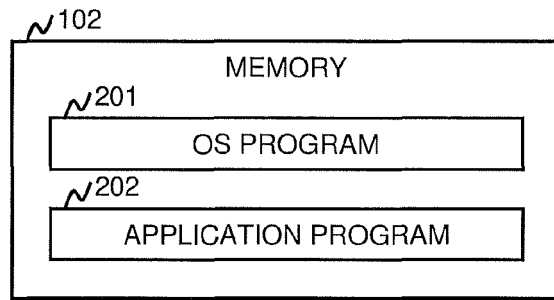 102
MEMORY
201
OS PROGRAM
202
APPLICATION PROGRAM